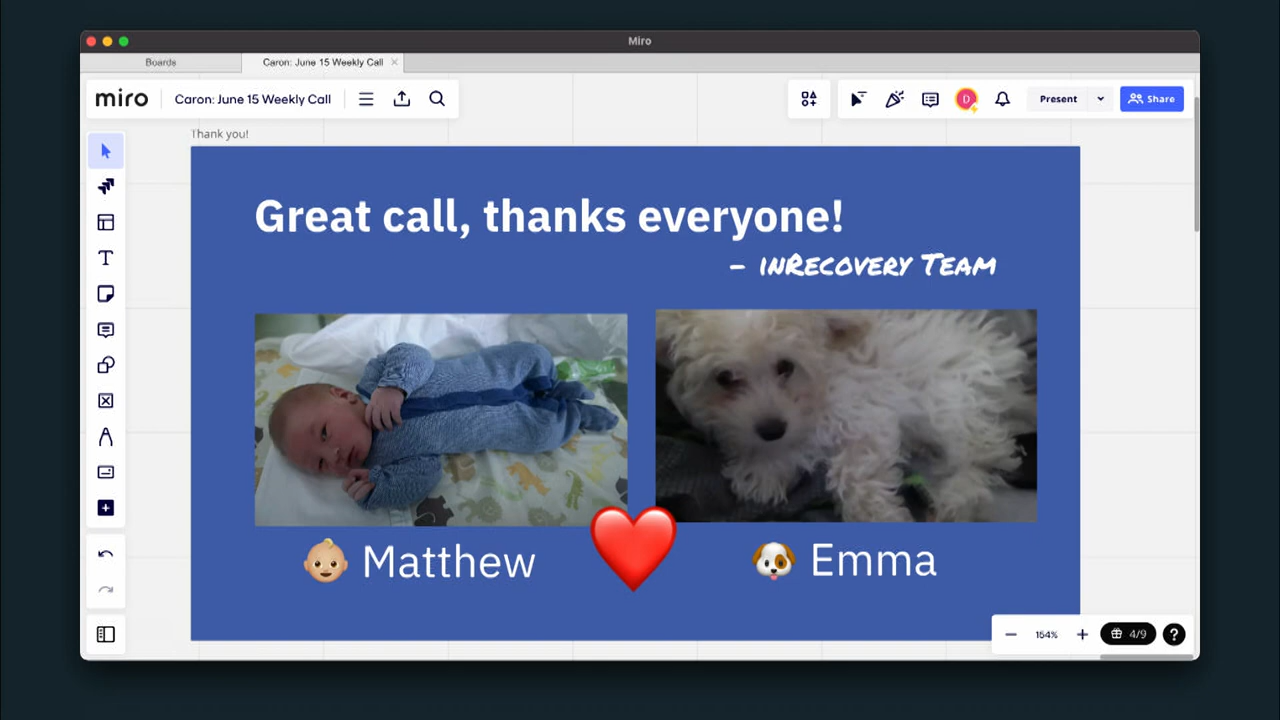 Miro
Boards
Caron: June 15 Weekly Call
miro
Caron: June 15 Weekly Call
D
Present
Share
Thank you!
Great call, thanks everyone!
– inRecovery Team
Matthew
Emma
154%
4/9
?